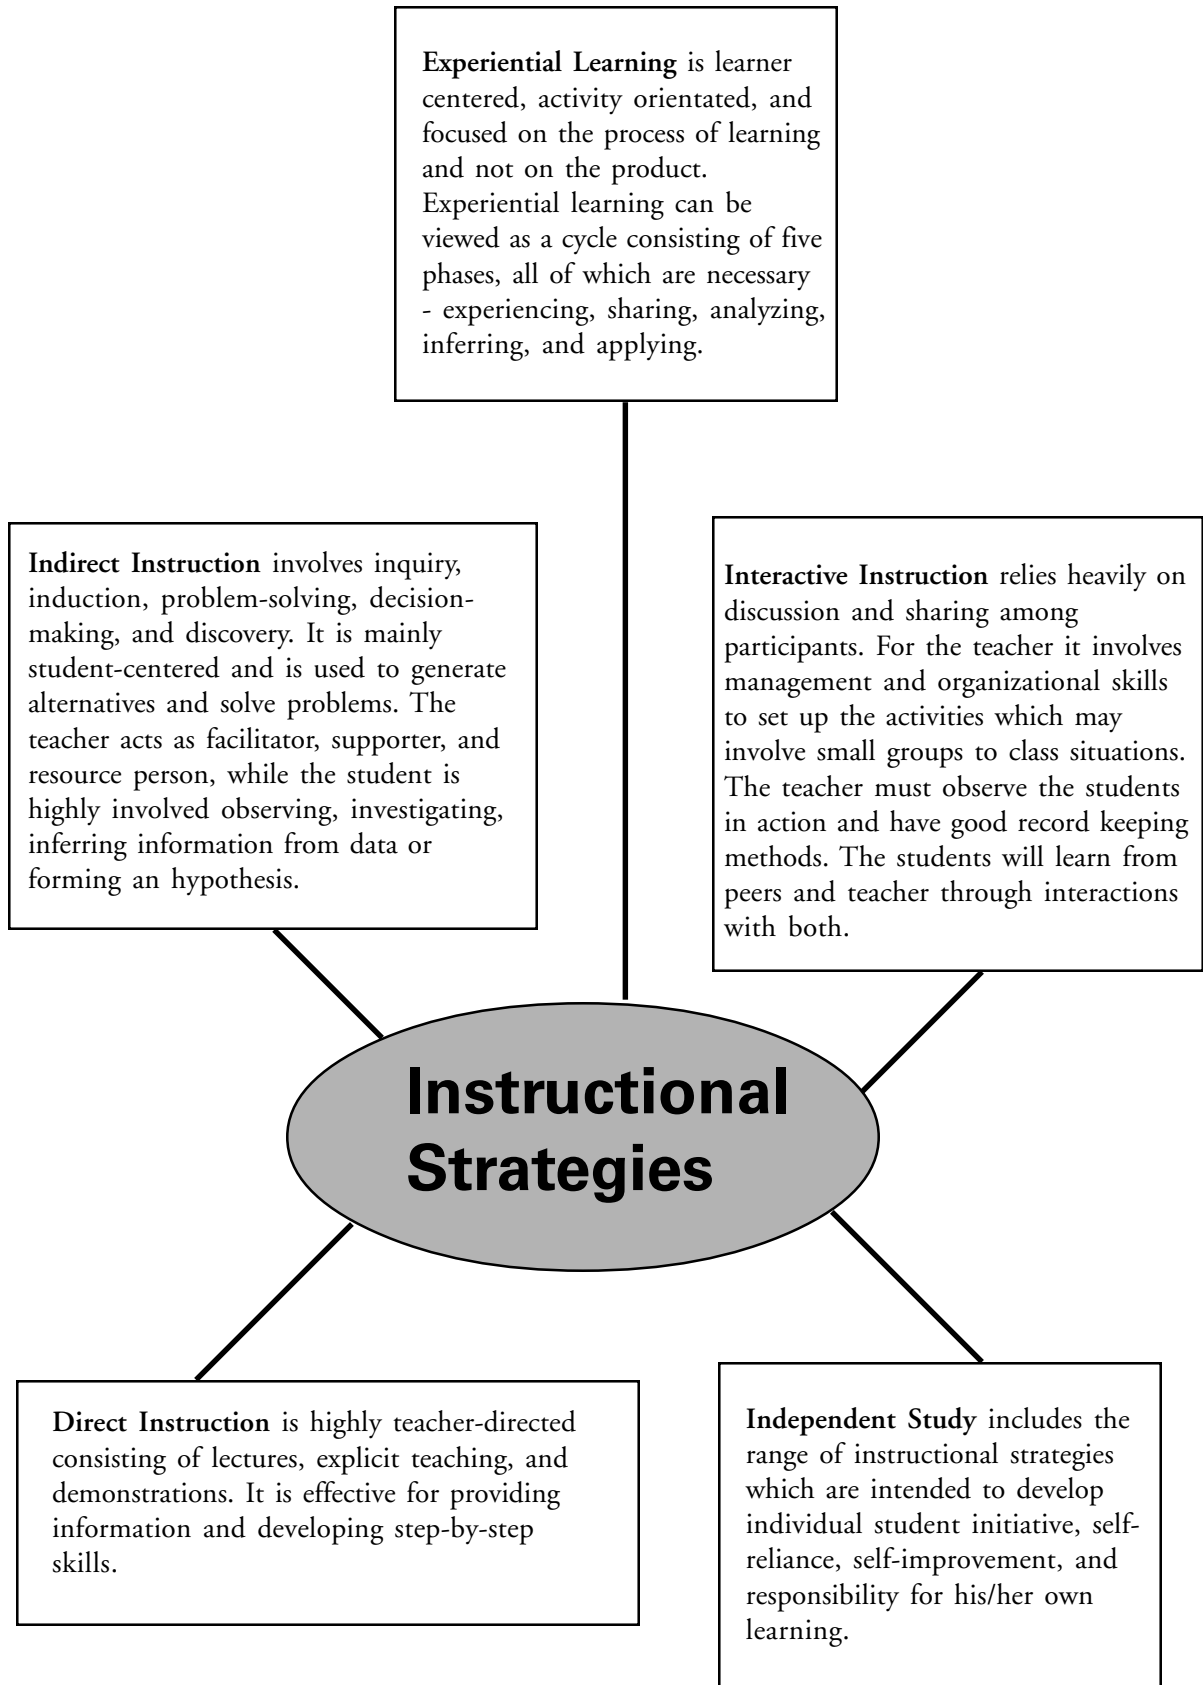 Experiential Learning is learner
centered, activity orientated, and
focused on the process of learning
and not on the product.
Experiential learning can be
viewed as a cycle consisting of five
phases, all of which are necessary
- experiencing, sharing, analyzing,
inferring, and applying.
Indirect Instruction involves inquiry,
induction, problem-solving, decision-
making, and discovery. It is mainly
student-centered and is used to generate
alternatives and solve problems. The
teacher acts as facilitator, supporter, and
resource person, while the student is
highly involved observing, investigating,
inferring information from data or
forming an hypothesis.
Interactive Instruction relies heavily on
discussion and sharing among
participants. For the teacher it involves
management and organizational skills
to set up the activities which may
involve small groups to class situations.
The teacher must observe the students
in action and have good record keeping
methods. The students will learn from
peers and teacher through interactions
with both.
Instructional
Strategies
Direct Instruction is highly teacher-directed
consisting of lectures, explicit teaching, and
demonstrations. It is effective for providing
information and developing step-by-step
skills.
Independent Study includes the
range of instructional strategies
which are intended to develop
individual student initiative, self-
reliance, self-improvement, and
responsibility for his/her own
learning.